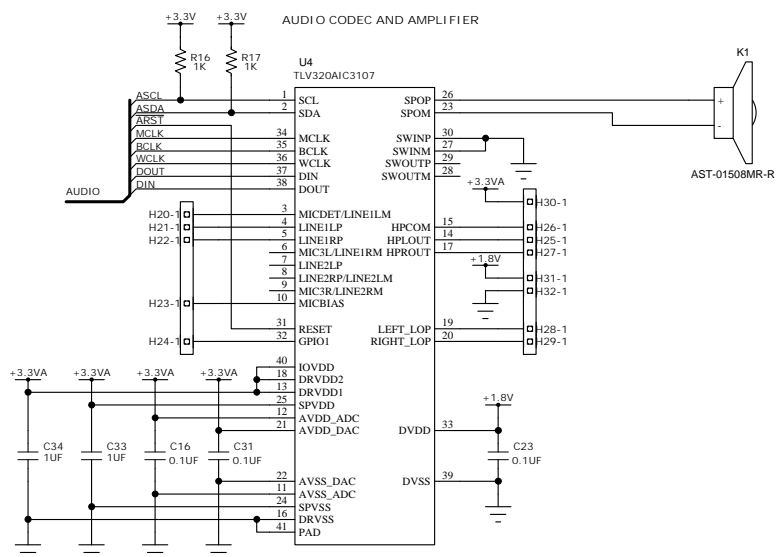 AUDIO CODEC AND AMPLIFIER
+3.3V +3.3V
R16
1K
R17
1K
U4
TLV320AIC3107
K1
+
-
AST-01508MR-R
AUDIO
ASCL
ASDA
ARST
MCLK
BCLK
WCLK
DOUT
DIN
1 SCL
2 SDA
34 MCLK
35 BCLK
36 WCLK
37 DIN
38 DOUT
H20-1 3 MICDET/LINE1LM
H21-1 4 LINE1LP
H22-1 5 LINE1RP
6 MIC3L/LINE1RM
7 LINE2LP
8 LINE2RP/LINE2LM
9 MIC3R/LINE2RM
H23-1 10 MICBIAS
31 RESET
H24-1 32 GPIO1
40 IOVDD
18 DRVDD2
13 DRVDD1
25 SPVDD
12 AVDD_ADC
21 AVDD_DAC
22 AVSS_DAC
11 AVSS_ADC
24 SPVSS
16 DRVSS
41 PAD
SPOP 26
SPOM 23
SWINP 30
SWINM 27
SWOUTP 29
SWOUTM 28
+3.3VA
H30-1
HPCOM 15 H26-1
HPLOUT 14 H25-1
HPROUT 17 H27-1
+1.8V
H31-1
H32-1
LEFT_LOP 19 H28-1
RIGHT_LOP 20 H29-1
DVDD 33
DVSS 39
+1.8V
C23
0.1UF
+3.3VA +3.3VA +3.3VA +3.3VA
C34
1UF
C33
1UF
C16
0.1UF
C31
0.1UF